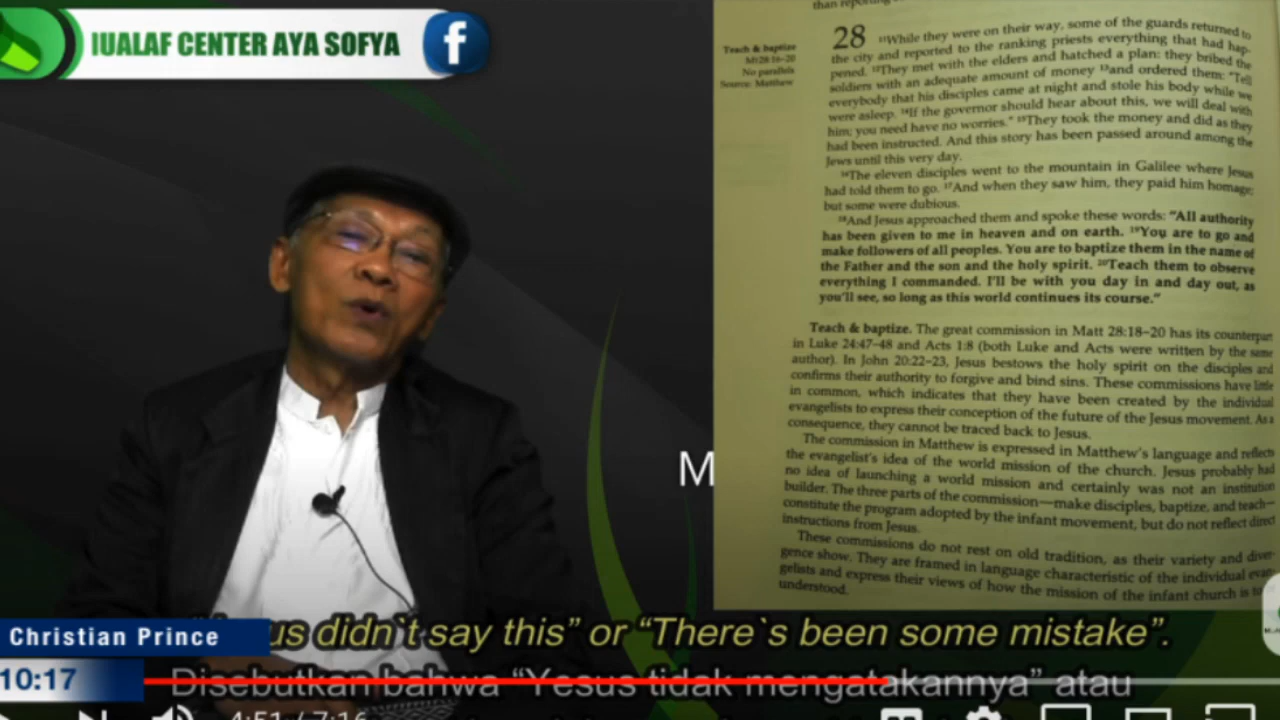 IUALAF CENTER AYA SOFYA
f
than reporting
28 ¹¹While they were on their way, some of the guards returned to
Teach & baptize
the city and reported to the ranking priests everything that had hap-
Mt28:16–20
pened. ¹²They met with the elders and hatched a plan: they bribed the
No parallels
soldiers with an adequate amount of money ¹³and ordered them: "Tell
Source: Matthew
everybody that his disciples came at night and stole his body while we
were asleep. ¹⁴If the governor should hear about this, we will deal with
him; you need have no worries." ¹⁵They took the money and did as they
had been instructed. And this story has been passed around among the
Jews until this very day.
¹⁶The eleven disciples went to the mountain in Galilee where Jesus
had told them to go. ¹⁷And when they saw him, they paid him homage;
but some were dubious.
¹⁸And Jesus approached them and spoke these words: "All authority
has been given to me in heaven and on earth. ¹⁹You are to go and
make followers of all peoples. You are to baptize them in the name of
the Father and the son and the holy spirit. ²⁰Teach them to observe
everything I commanded. I'll be with you day in and day out, as
you'll see, so long as this world continues its course."
Teach & baptize. The great commission in Matt 28:18–20 has its counterpart
in Luke 24:47–48 and Acts 1:8 (both Luke and Acts were written by the same
author). In John 20:22–23, Jesus bestows the holy spirit on the disciples and
confirms their authority to forgive and bind sins. These commissions have little
in common, which indicates that they have been created by the individual
evangelists to express their conception of the future of the Jesus movement. As a
consequence, they cannot be traced back to Jesus.
The commission in Matthew is expressed in Matthew's language and reflects
the evangelist's idea of the world mission of the church. Jesus probably had
no idea of launching a world mission and certainly was not an institution
builder. The three parts of the commission—make disciples, baptize, and teach—
constitute the program adopted by the infant movement, but do not reflect direct
instructions from Jesus.
These commissions do not rest on old tradition, as their variety and diver-
gence show. They are framed in language characteristic of the individual evan-
gelists and express their views of how the mission of the infant church is to
understood.
M
us didn`t say this" or "There`s been some mistake".
Christian Prince
Disebutkan bahwa "Yesus tidak mengatakannya" atau
10:17
4:51 / 7:16